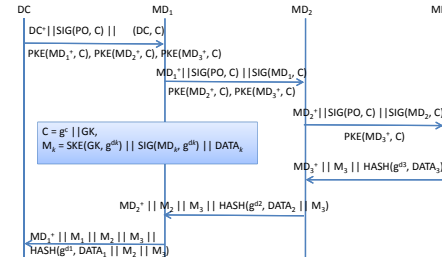 DC MD₁ MD₂
DC⁺||SIG(PO, C) || (DC, C)
PKE(MD₁⁺, C), PKE(MD₂⁺, C), PKE(MD₃⁺, C)
MD₁⁺||SIG(PO, C) ||SIG(MD₁, C)
PKE(MD₂⁺, C), PKE(MD₃⁺, C)
MD₂⁺||SIG(PO, C) ||SIG(MD₂, C)
PKE(MD₃⁺, C)
C = gᶜ ||GK,
Mₖ = SKE(GK, gᵈᵏ) || SIG(MDₖ, gᵈᵏ) || DATAₖ
MD₃⁺ || M₃ || HASH(gᵈ³, DATA₃)
MD₂⁺ || M₂ || M₃ || HASH(gᵈ², DATA₂ || M₃)
MD₁⁺ || M₁ || M₂ || M₃ ||
HASH(gᵈ¹, DATA₁ || M₂ || M₃)